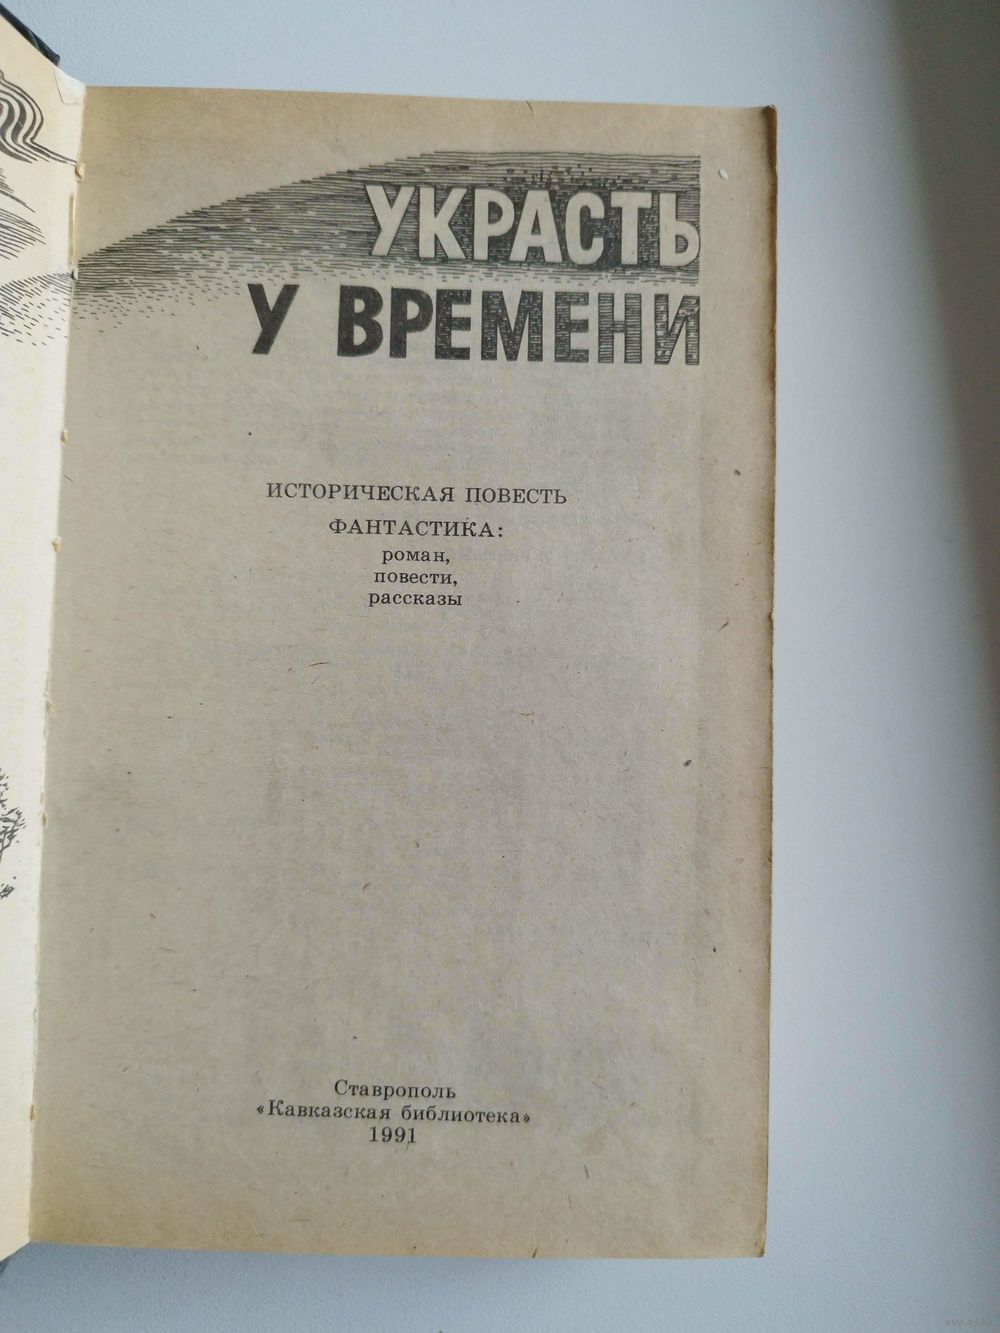 УКРАСТЬ
У ВРЕМЕНИ
ИСТОРИЧЕСКАЯ ПОВЕСТЬ
ФАНТАСТИКА:
роман,
повести,
рассказы
Ставрополь
«Кавказская библиотека»
1991